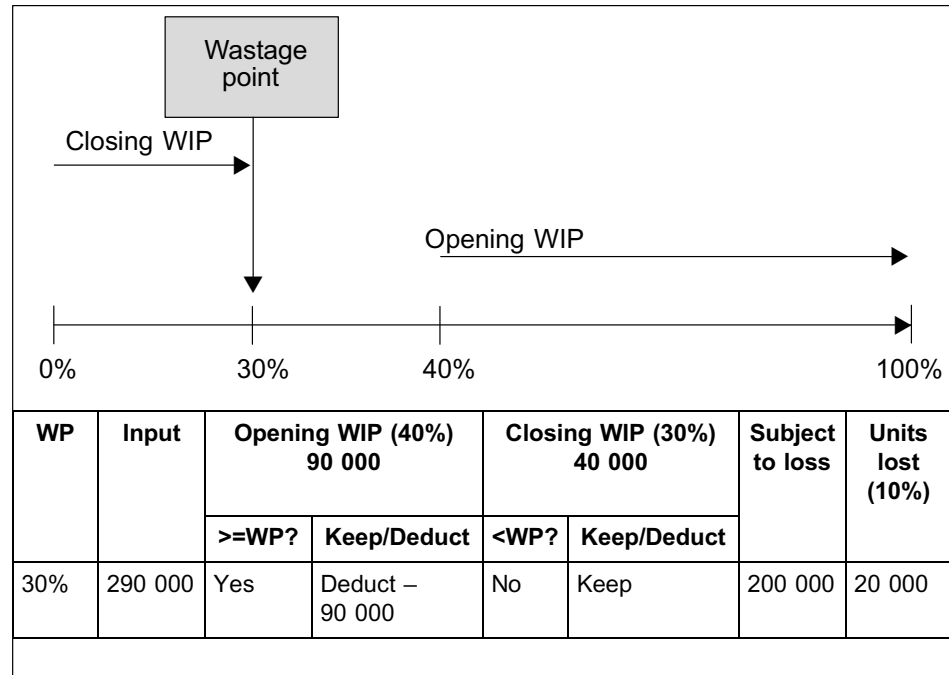 Wastage
point
Closing WIP
Opening WIP
0% 30% 40% 100%
WP Input Opening WIP (40%) Closing WIP (30%) Subject Units
90 000 40 000 to loss lost
(10%)
>=WP? Keep/Deduct <WP? Keep/Deduct
30% 290 000 Yes Deduct – No Keep 200 000 20 000
90 000